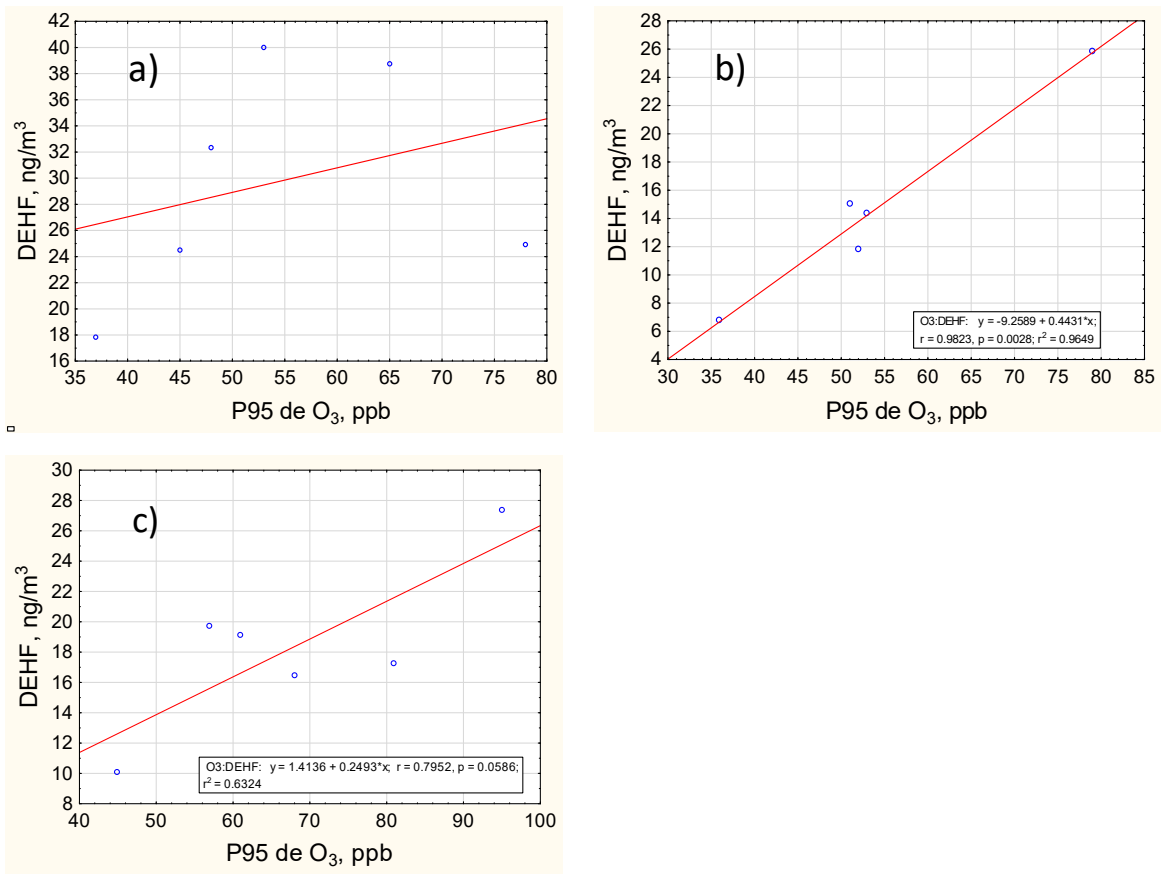 a)
42
40
38
36
34
32
30
28
26
24
22
20
18
16
DEHF, ng/m³
35 40 45 50 55 60 65 70 75 80
P95 de O₃, ppb
b)
28
26
24
22
20
18
16
14
12
10
8
6
4
DEHF, ng/m³
O3:DEHF: y = -9.2589 + 0.4431*x;
r = 0.9823, p = 0.0028; r² = 0.9649
30 35 40 45 50 55 60 65 70 75 80 85
P95 de O₃, ppb
c)
30
28
26
24
22
20
18
16
14
12
10
8
DEHF, ng/m³
O3:DEHF: y = 1.4136 + 0.2493*x; r = 0.7952, p = 0.0586;
r² = 0.6324
40 50 60 70 80 90 100
P95 de O₃, ppb